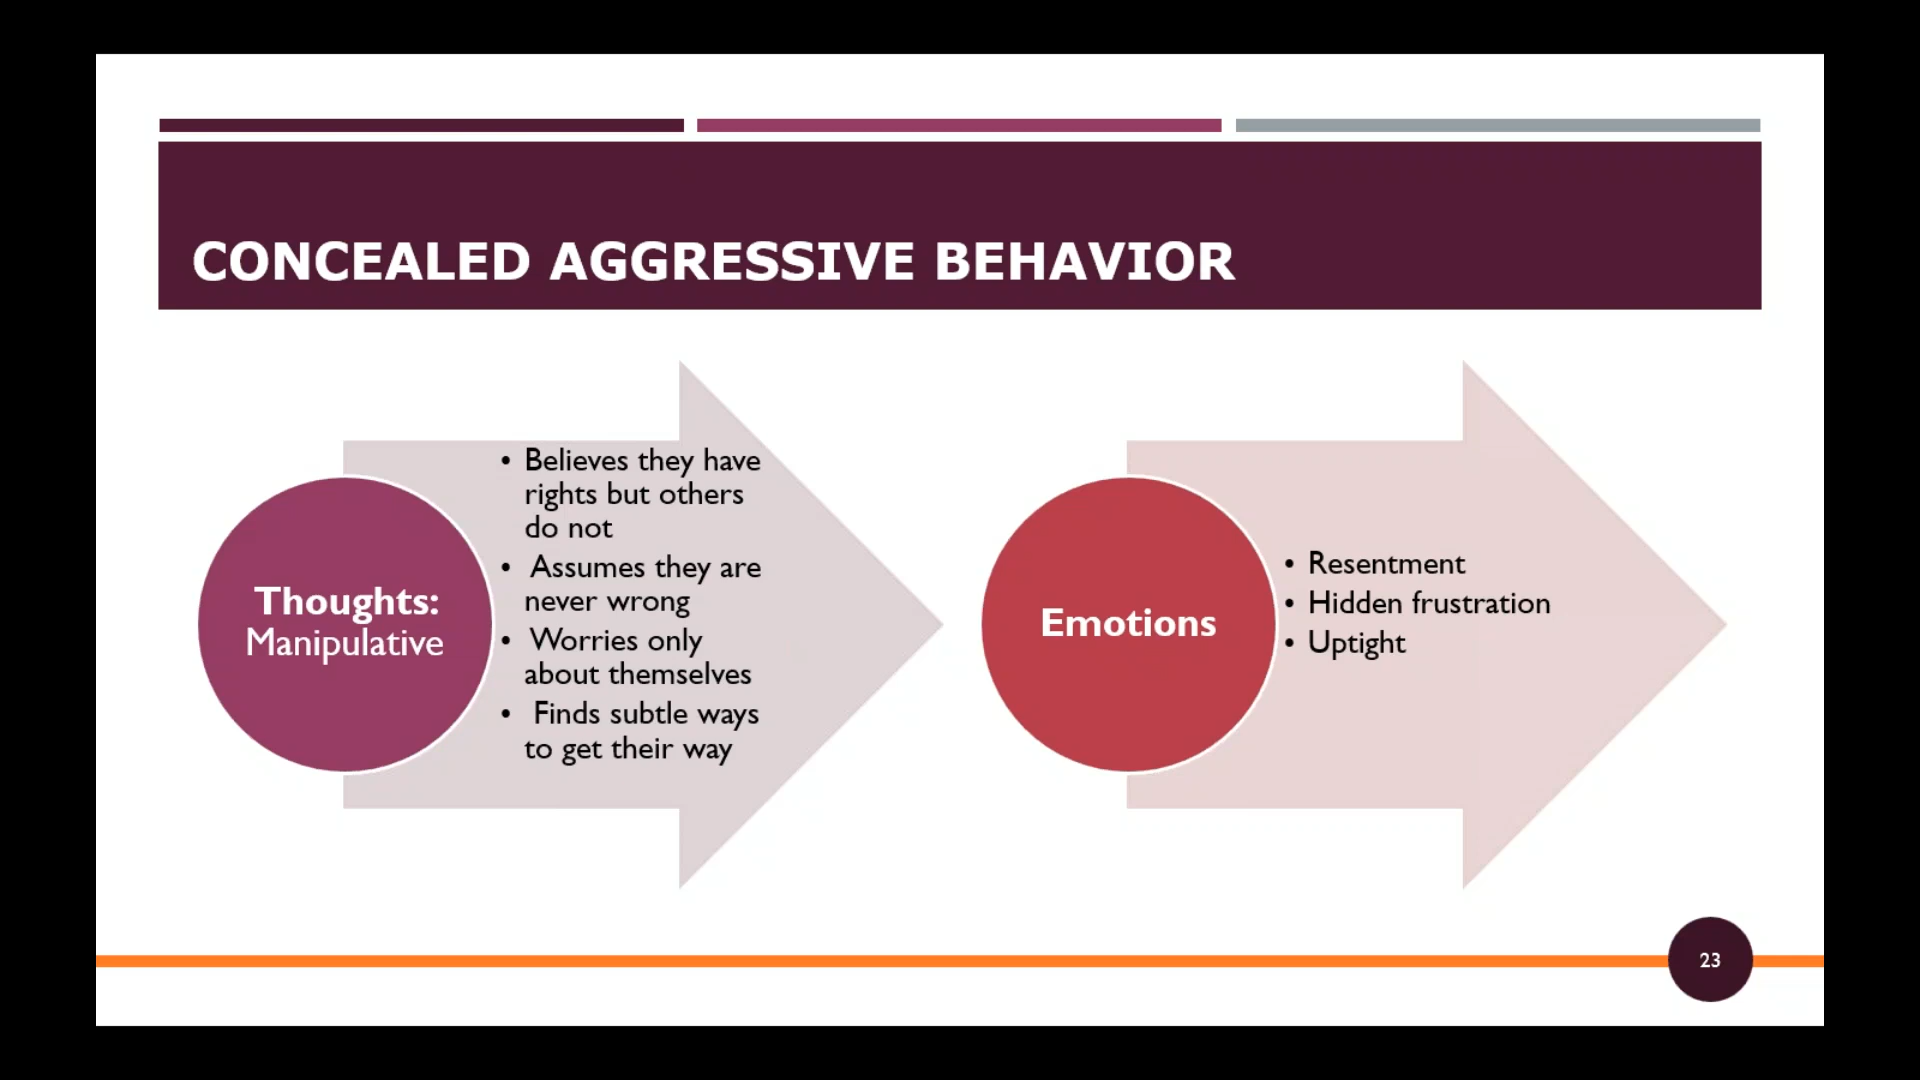 CONCEALED AGGRESSIVE BEHAVIOR
Thoughts:
Manipulative
• Believes they have
rights but others
do not
• Assumes they are
never wrong
• Worries only
about themselves
• Finds subtle ways
to get their way
Emotions
• Resentment
• Hidden frustration
• Uptight
23